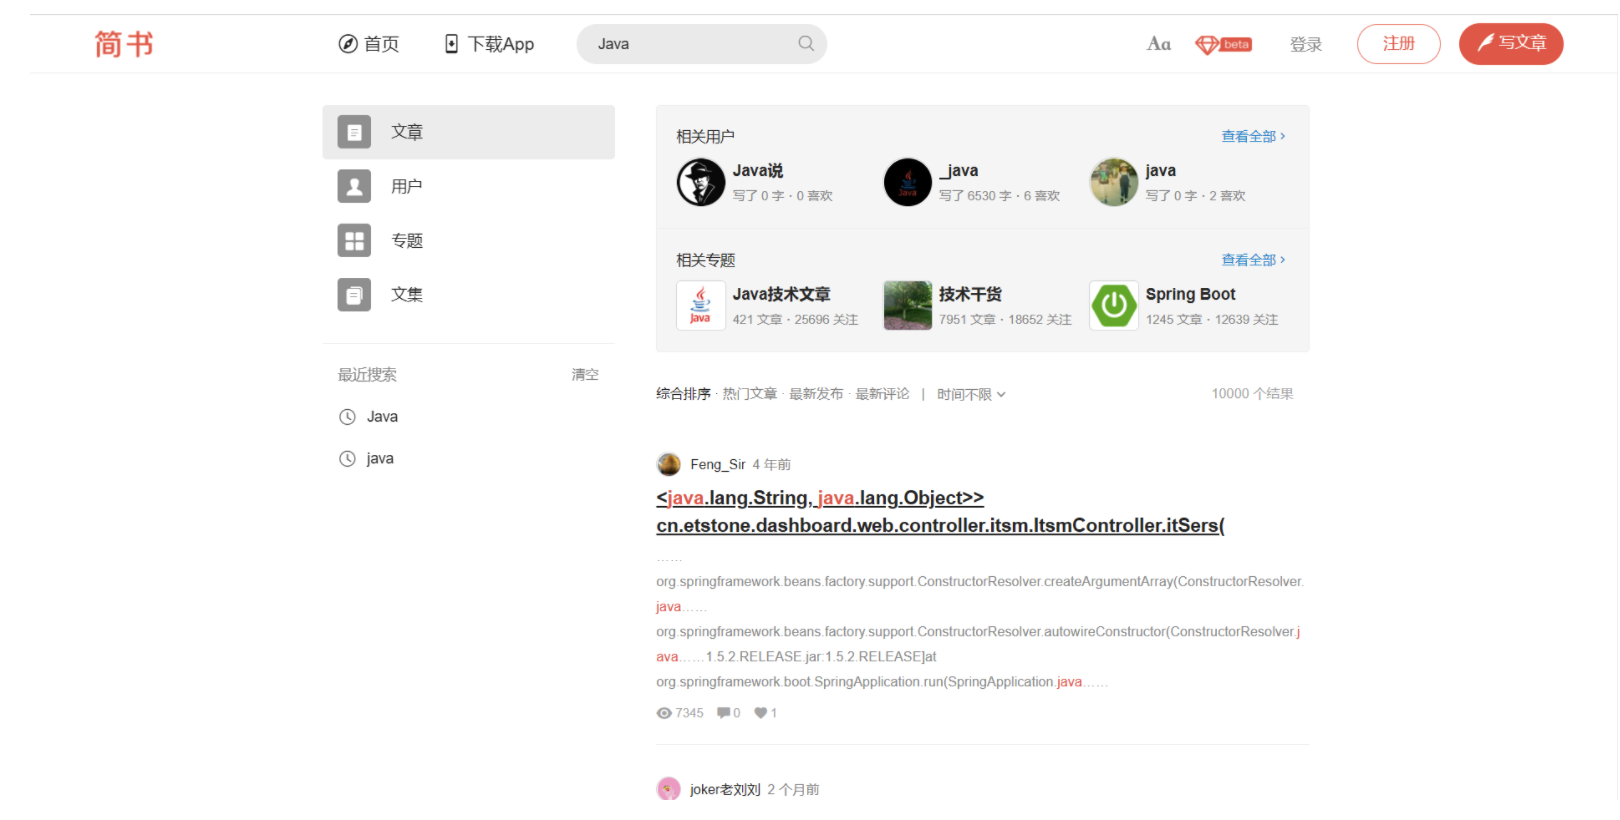 简书
首页
下载App
Java
Aa
beta
登录
注册
写文章
文章
用户
专题
文集
最近搜索
清空
Java
java
相关用户
查看全部
Java说
写了 0 字 · 0 喜欢
_java
写了 6530 字 · 6 喜欢
java
写了 0 字 · 2 喜欢
相关专题
查看全部
Java技术文章
421 文章 · 25696 关注
技术干货
7951 文章 · 18652 关注
Spring Boot
1245 文章 · 12639 关注
综合排序 · 热门文章 · 最新发布 · 最新评论 | 时间不限
10000 个结果
Feng_Sir 4 年前
<java.lang.String, java.lang.Object>>
cn.etstone.dashboard.web.controller.itsm.ItsmController.itSers(
……
org.springframework.beans.factory.support.ConstructorResolver.createArgumentArray(ConstructorResolver.
java……
org.springframework.beans.factory.support.ConstructorResolver.autowireConstructor(ConstructorResolver.j
ava……1.5.2.RELEASE.jar:1.5.2.RELEASE]at
org.springframework.boot.SpringApplication.run(SpringApplication.java……
7345 0 1
joker老刘刘 2 个月前